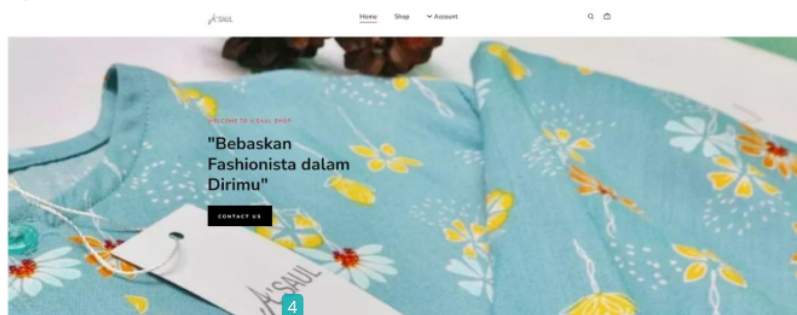 A'SAUL
Home Shop Account
WELCOME TO A'SAUL SHOP
"Bebaskan
Fashionista dalam
Dirimu"
CONTACT US
A'SAUL
4